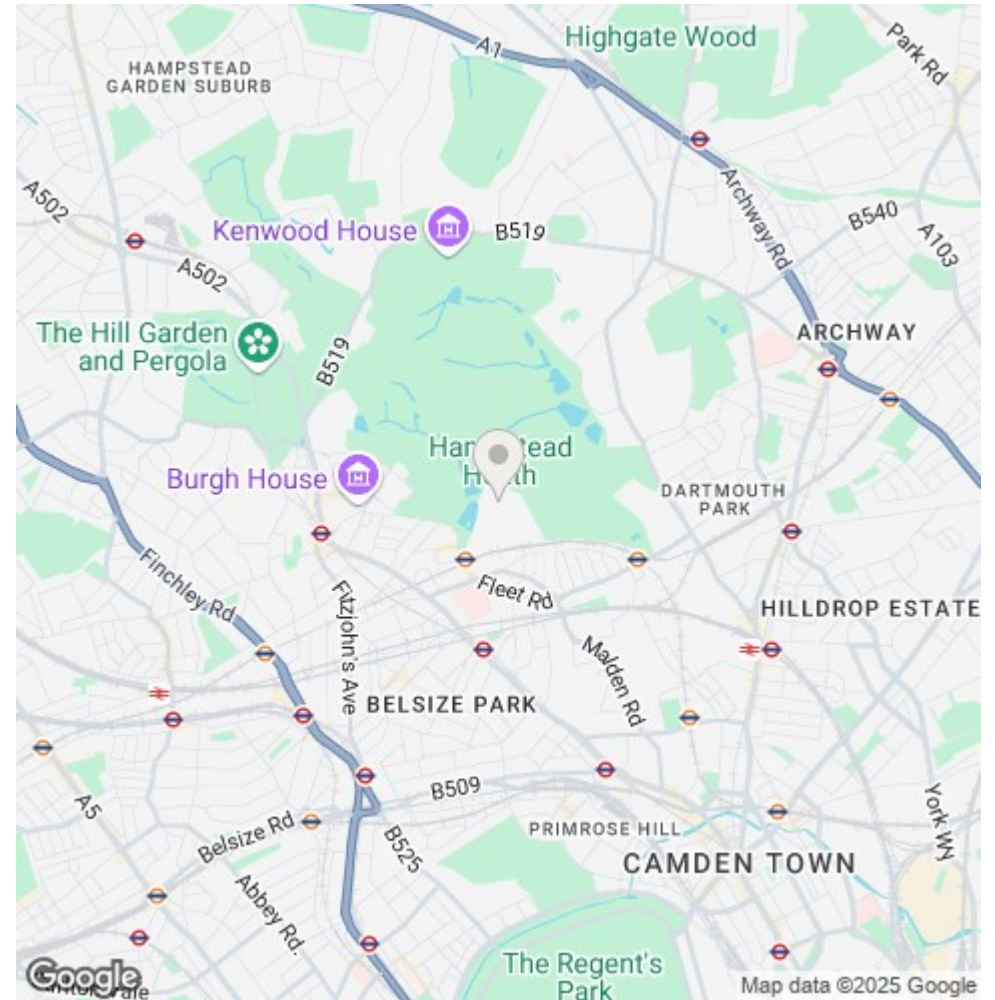 A1
Highgate Wood
Park Rd
HAMPSTEAD
GARDEN SUBURB
A502
Archway Rd
B540
A103
Kenwood House
B519
A502
The Hill Garden
and Pergola
B519
ARCHWAY
Hampstead
Burgh House
DARTMOUTH
PARK
Finchley Rd
Fitzjohn's Ave
Fleet Rd
HILLDROP ESTATE
Malden Rd
BELSIZE PARK
A5
B509
York Wy
Belsize Rd
B525
PRIMROSE HILL
CAMDEN TOWN
Abbey Rd.
The Regent's
Park
Google
Map data ©2025 Google